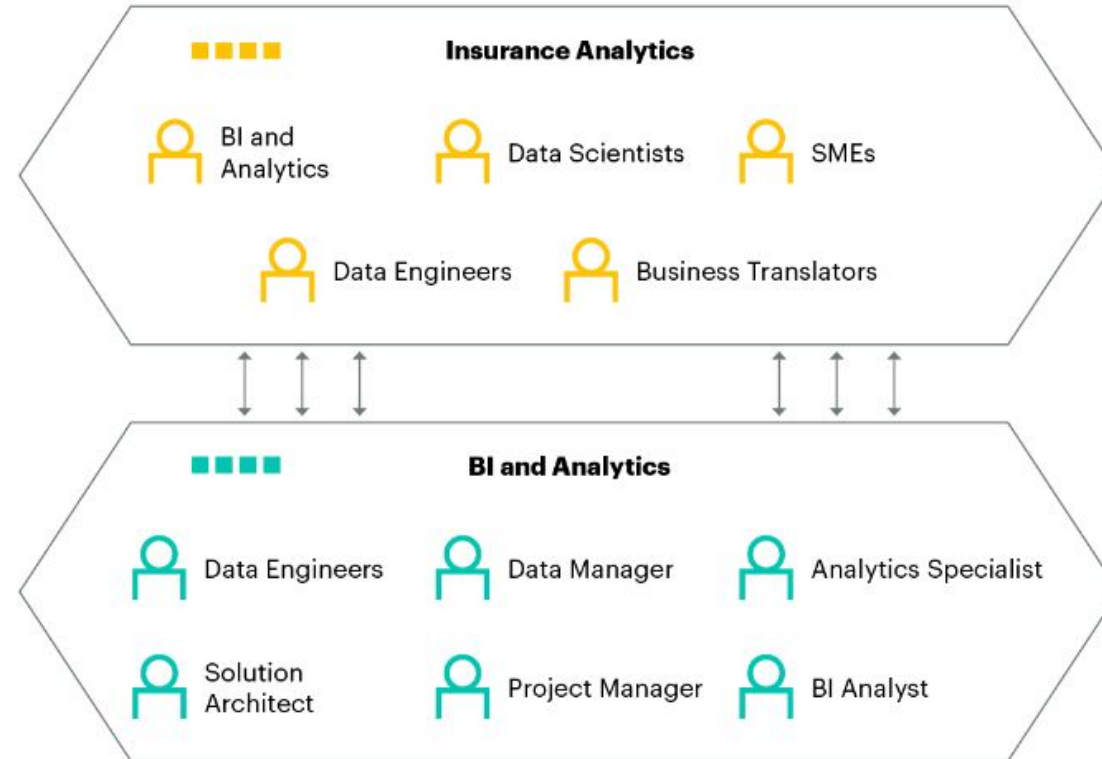 Insurance Analytics
BI and
Analytics
Data Scientists
SMEs
Data Engineers
Business Translators
BI and Analytics
Data Engineers
Data Manager
Analytics Specialist
Solution
Architect
Project Manager
BI Analyst